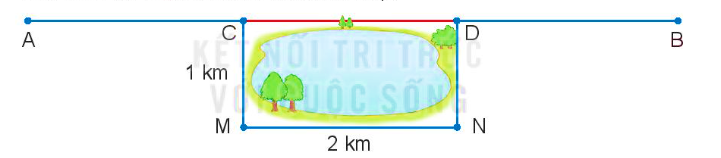 A C D B
KẾT NỐI TRI THỨC
1 km
VỚI CUỘC SỐNG
M N
2 km